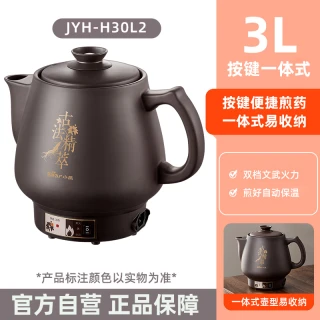 JYH-H30L2
3L
按键一体式
按键便捷煎药
一体式易收纳
双档文武火力
煎好自动保温
古法精萃
*产品标注颜色以实物为准*
官方自营 正品保障
一体壶型易收纳